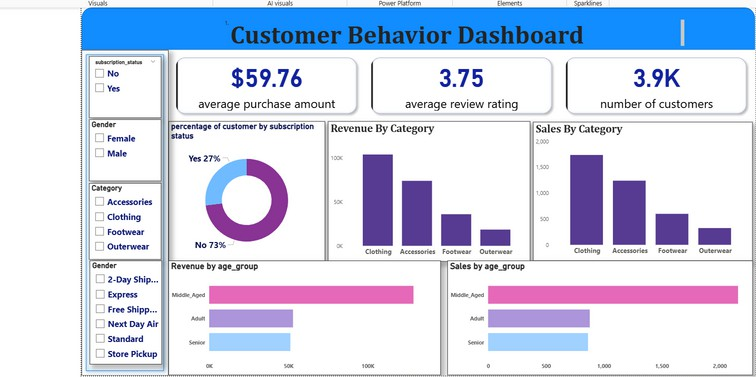 Visuals
AI visuals
Power Platform
Elements
Sparklines
Customer Behavior Dashboard
subscription_status
No
Yes
Gender
Female
Male
Category
Accessories
Clothing
Footwear
Outerwear
Gender
2-Day Ship...
Express
Free Shipp...
Next Day Air
Standard
Store Pickup
$59.76
average purchase amount
3.75
average review rating
3.9K
number of customers
percentage of customer by subscription
status
Yes 27%
No 73%
Revenue By Category
100K
50K
0K
Clothing
Accessories
Footwear
Outerwear
Sales By Category
2,000
1,500
1,000
500
0
Clothing
Accessories
Footwear
Outerwear
Revenue by age_group
Middle_Aged
Adult
Senior
0K
50K
100K
Sales by age_group
Middle_Aged
Adult
Senior
0
500
1,000
1,500
2,000